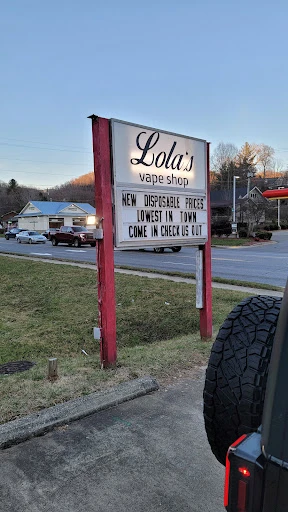 Lola's
vape shop
NEW DISPOSABLE PRICES
LOWEST IN TOWN
COME IN CHECK US OUT